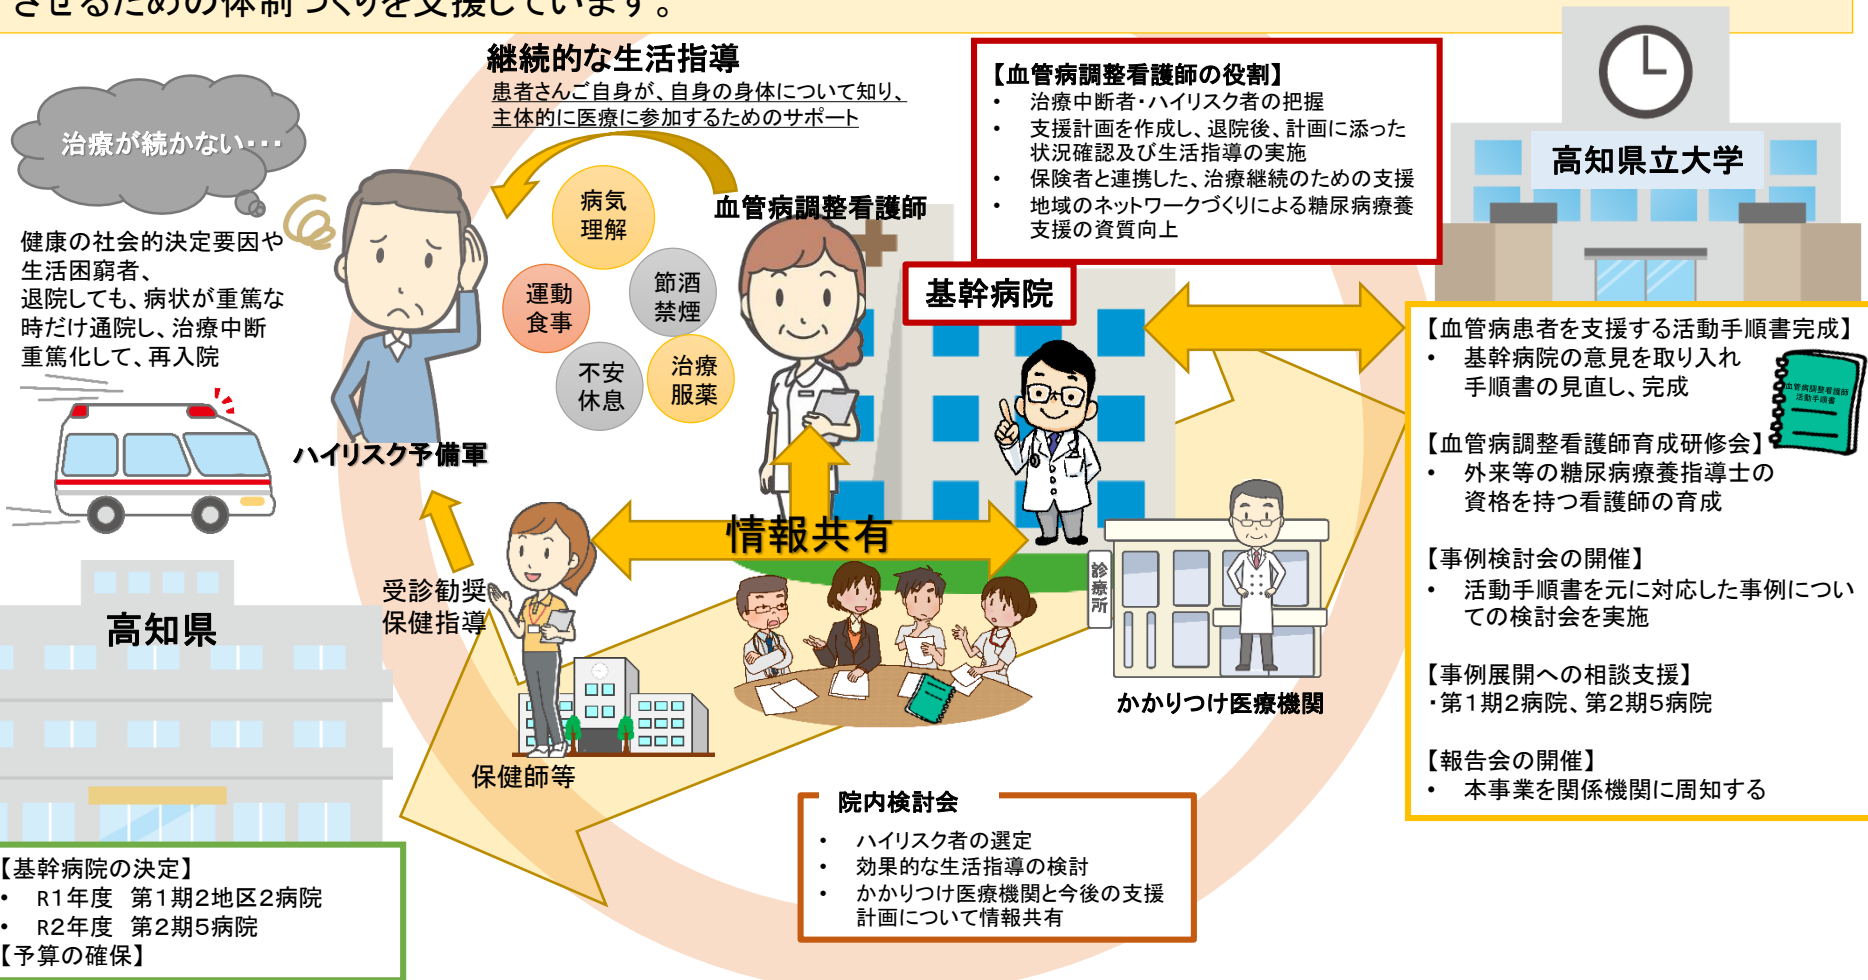 させるための体制づくりを支援しています。
継続的な生活指導
患者さんご自身が、自身の身体について知り、
主体的に医療に参加するためのサポート
治療が続かない・・・
健康の社会的決定要因や
生活困窮者、
退院しても、病状が重篤な
時だけ通院し、治療中断
重篤化して、再入院
ハイリスク予備軍
病気
理解
運動
食事
節酒
禁煙
不安
休息
治療
服薬
血管病調整看護師
基幹病院
【血管病調整看護師の役割】
• 治療中断者・ハイリスク者の把握
• 支援計画を作成し、退院後、計画に添った
状況確認及び生活指導の実施
• 保険者と連携した、治療継続のための支援
• 地域のネットワークづくりによる糖尿病療養
支援の資質向上
高知県立大学
【血管病患者を支援する活動手順書完成】
• 基幹病院の意見を取り入れ
手順書の見直し、完成
血管病調整看護師
活動手順書
【血管病調整看護師育成研修会】
• 外来等の糖尿病療養指導士の
資格を持つ看護師の育成
【事例検討会の開催】
• 活動手順書を元に対応した事例につい
ての検討会を実施
【事例展開への相談支援】
・第1期2病院、第2期5病院
【報告会の開催】
• 本事業を関係機関に周知する
情報共有
受診勧奨
保健指導
保健師等
診療所
かかりつけ医療機関
院内検討会
• ハイリスク者の選定
• 効果的な生活指導の検討
• かかりつけ医療機関と今後の支援
計画について情報共有
高知県
【基幹病院の決定】
• R1年度 第1期2地区2病院
• R2年度 第2期5病院
【予算の確保】